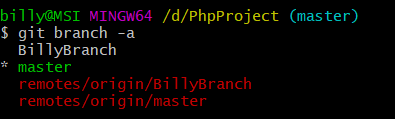 billy@MSI MINGW64 /d/PhpProject (master)
$ git branch -a
  BillyBranch
* master
  remotes/origin/BillyBranch
  remotes/origin/master